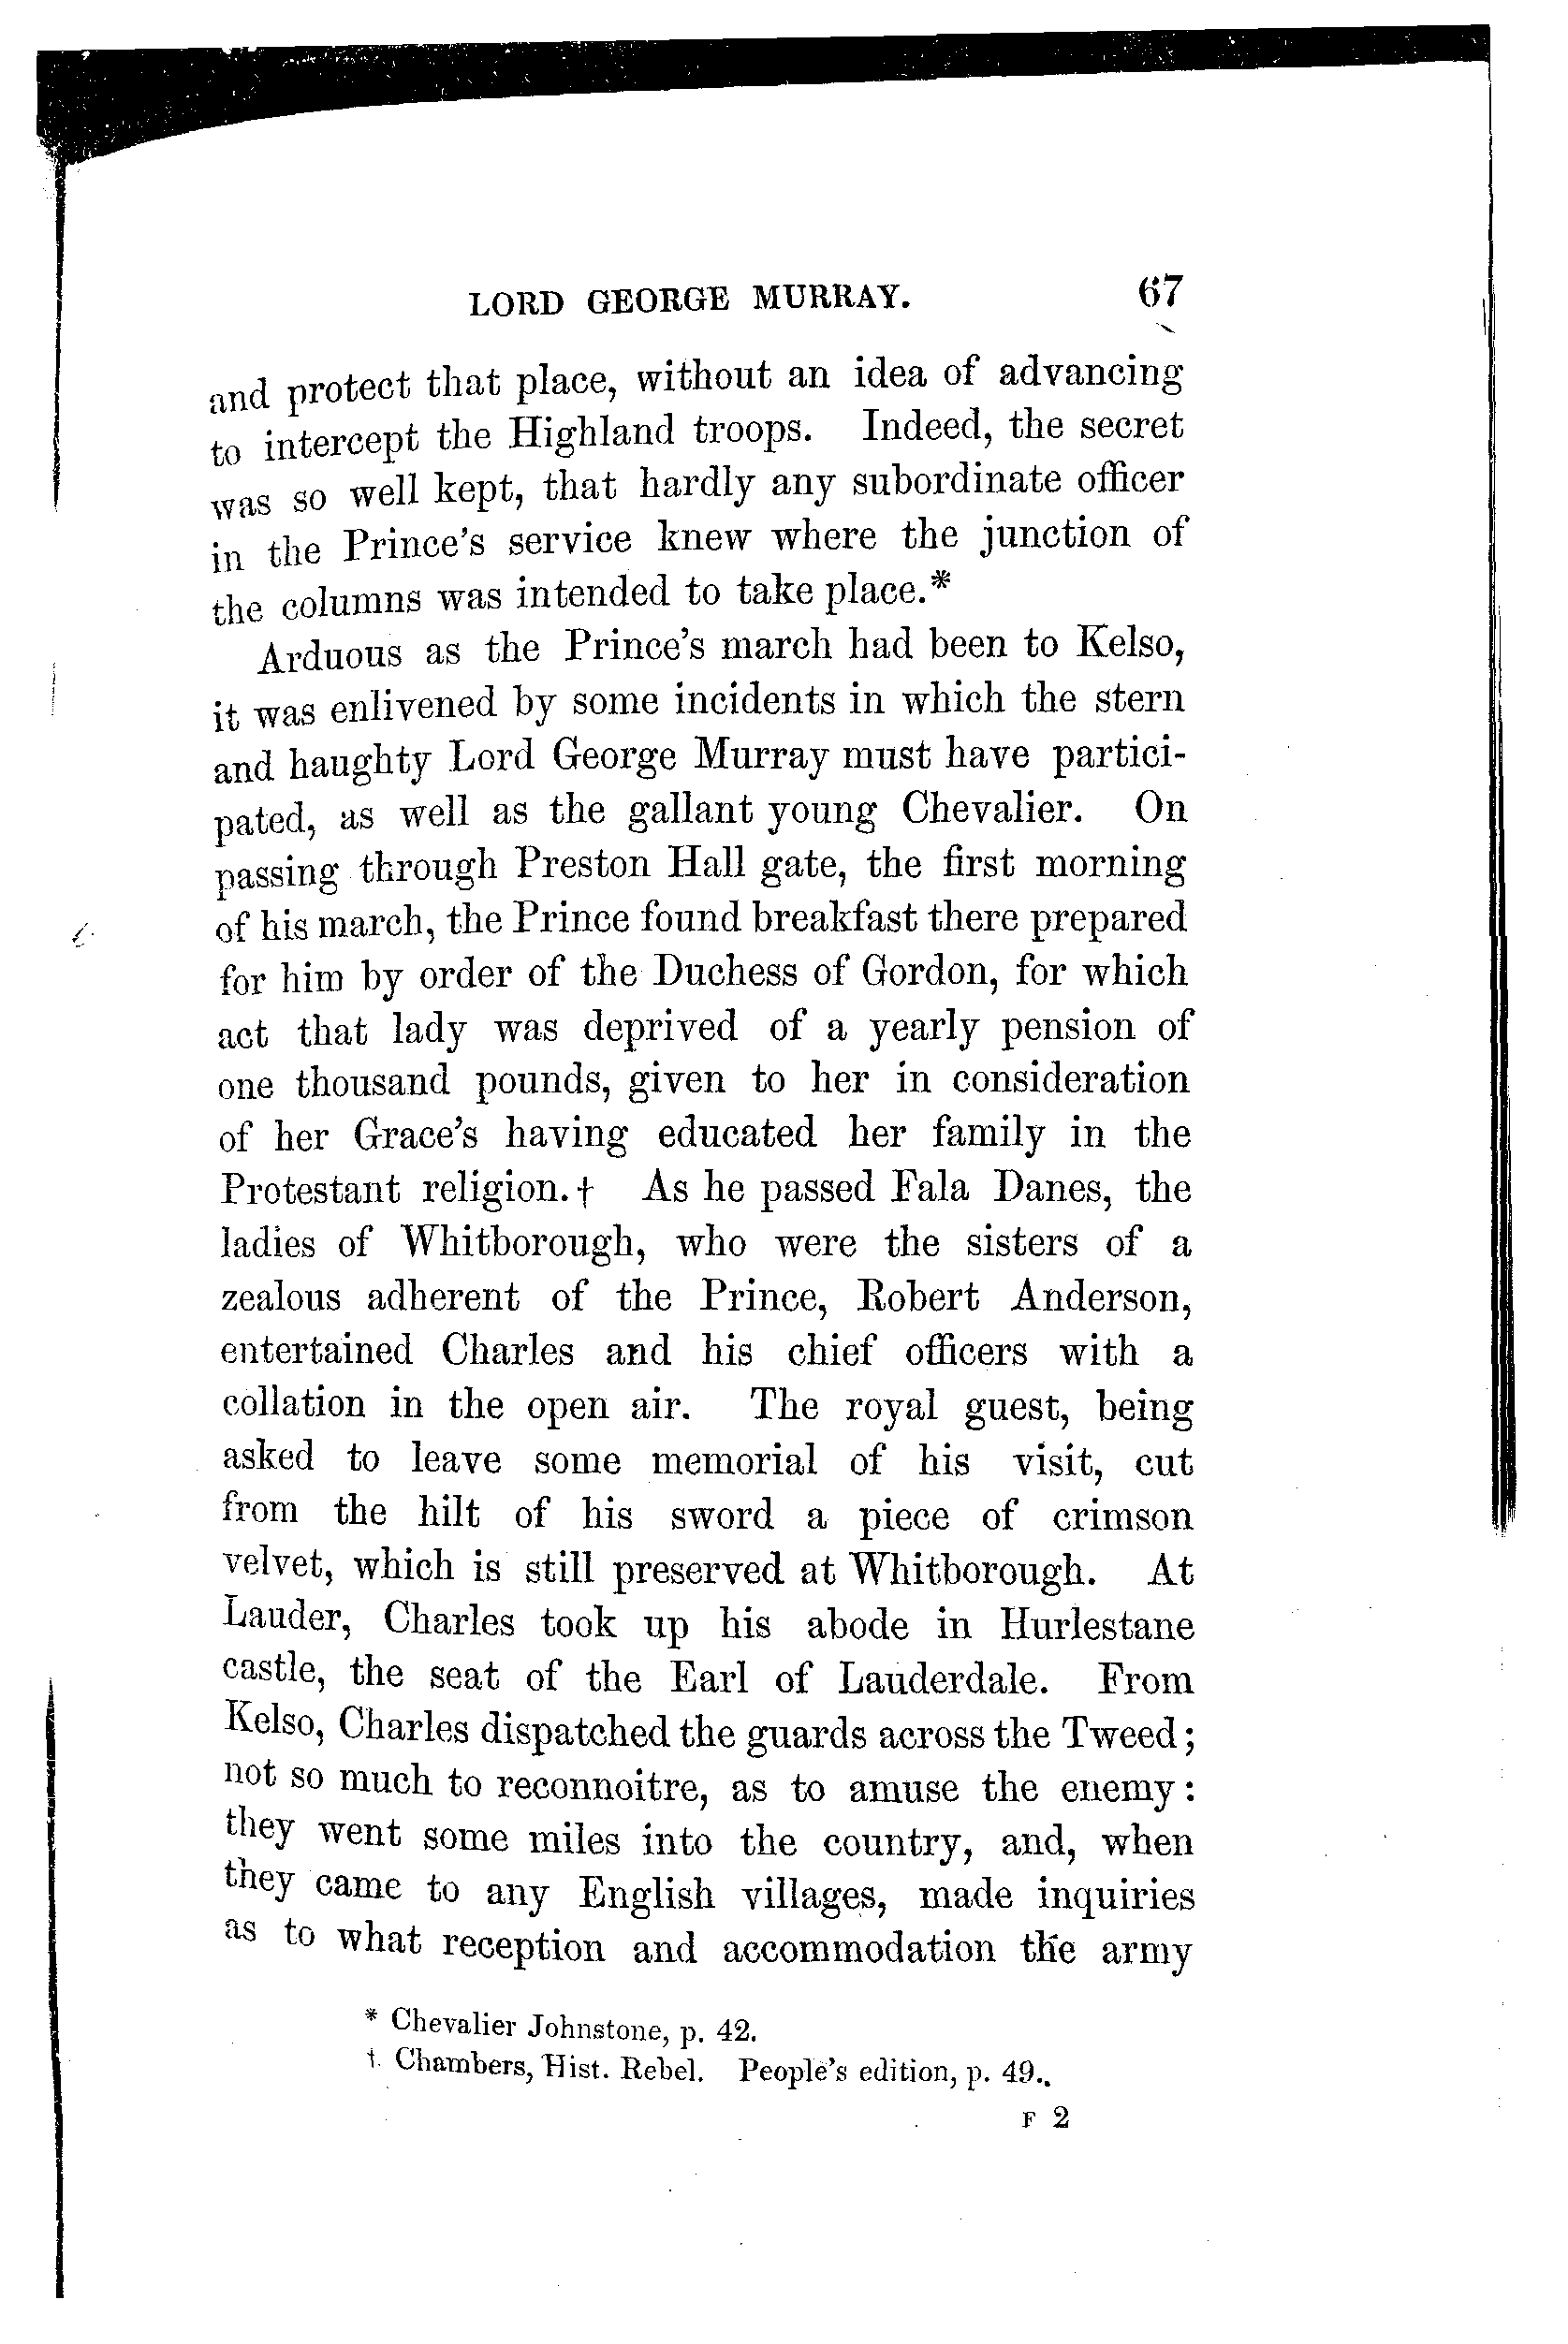 LORD GEORGE MURRAY. 67
and protect that place, without an idea of advancing
to intercept the Highland troops. Indeed, the secret
was so well kept, that hardly any subordinate officer
in the Prince's service knew where the junction of
the columns was intended to take place.*
Arduous as the Prince's march had been to Kelso,
it was enlivened by some incidents in which the stern
and haughty Lord George Murray must have partici-
pated, as well as the gallant young Chevalier. On
passing through Preston Hall gate, the first morning
of his march, the Prince found breakfast there prepared
for him by order of the Duchess of Gordon, for which
act that lady was deprived of a yearly pension of
one thousand pounds, given to her in consideration
of her Grace's having educated her family in the
Protestant religion.† As he passed Fala Danes, the
ladies of Whitborough, who were the sisters of a
zealous adherent of the Prince, Robert Anderson,
entertained Charles and his chief officers with a
collation in the open air. The royal guest, being
asked to leave some memorial of his visit, cut
from the hilt of his sword a piece of crimson
velvet, which is still preserved at Whitborough. At
Lauder, Charles took up his abode in Hurlestane
castle, the seat of the Earl of Lauderdale. From
Kelso, Charles dispatched the guards across the Tweed;
not so much to reconnoitre, as to amuse the enemy:
they went some miles into the country, and, when
they came to any English villages, made inquiries
as to what reception and accommodation the army
* Chevalier Johnstone, p. 42.
† Chambers, Hist. Rebel. People's edition, p. 49.
F 2